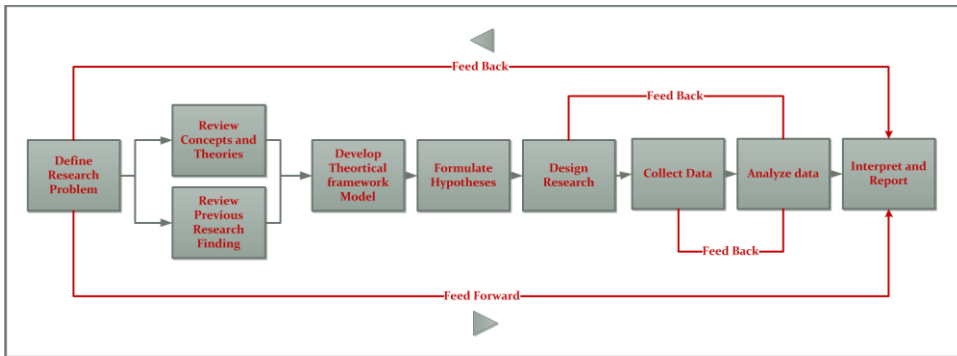 Feed Back
Feed Back
Define
Research
Problem
Review
Concepts and
Theories
Review
Previous
Research
Finding
Develop
Theortical
framework
Model
Formulate
Hypotheses
Design
Research
Collect Data
Analyze data
Interpret and
Report
Feed Back
Feed Forward